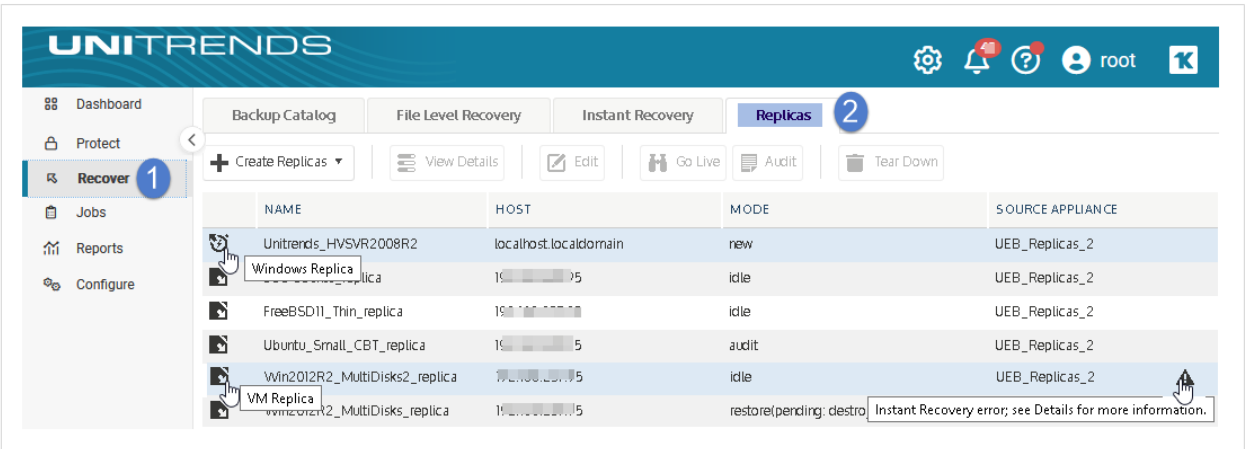 UNITRENDS
40
root
Dashboard
Protect
Recover 1
Jobs
Reports
Configure
Backup Catalog File Level Recovery Instant Recovery Replicas 2
Create Replicas View Details Edit Go Live Audit Tear Down
NAME HOST MODE SOURCE APPLIANCE
Unitrends_HVSVR2008R2 localhost.localdomain new UEB_Replicas_2
Windows Replica
idle UEB_Replicas_2
FreeBSD11_Thin_replica idle UEB_Replicas_2
Ubuntu_Small_CBT_replica audit UEB_Replicas_2
Win2012R2_MultiDisks2_replica idle UEB_Replicas_2
VM Replica
Win2012R2_MultiDisks_replica restore(pending: destro
Instant Recovery error; see Details for more information.